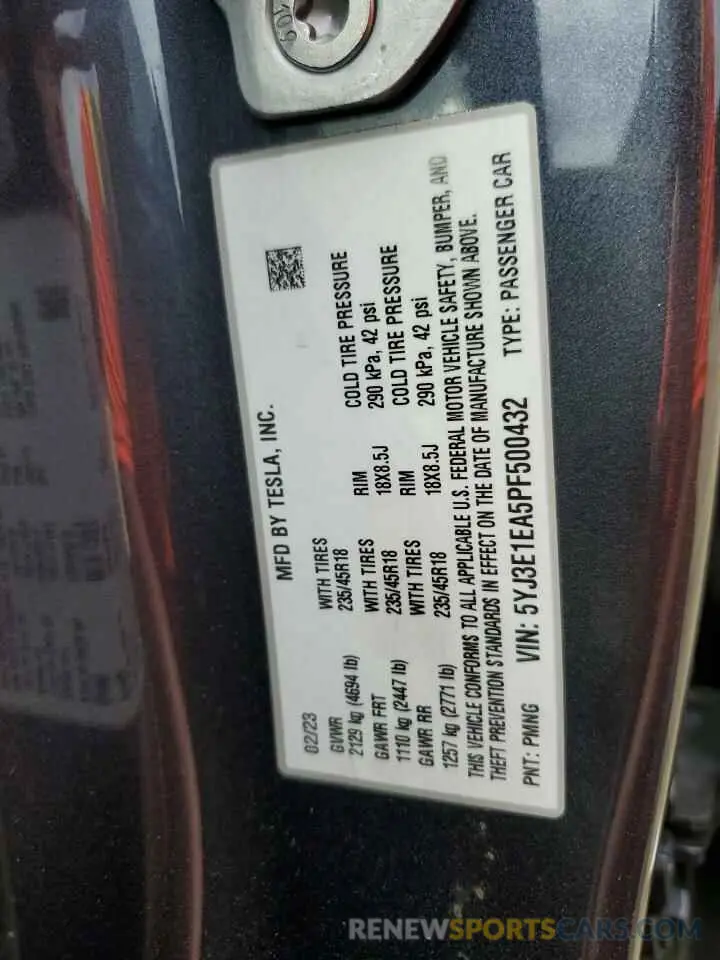 MFD BY TESLA, INC.
02/23
GVWR WITH TIRES
2129 kg (4694 lb) 235/45R18 RIM COLD TIRE PRESSURE
GAWR FRT WITH TIRES 18X8.5J 290 kPa, 42 psi
1110 kg (2447 lb) 235/45R18 RIM COLD TIRE PRESSURE
GAWR RR WITH TIRES 18X8.5J 290 kPa, 42 psi
1257 kg (2771 lb) 235/45R18
THIS VEHICLE CONFORMS TO ALL APPLICABLE U.S. FEDERAL MOTOR VEHICLE SAFETY, BUMPER, AND
THEFT PREVENTION STANDARDS IN EFFECT ON THE DATE OF MANUFACTURE SHOWN ABOVE.
PNT: PMNG VIN: 5YJ3E1EA5PF500432 TYPE: PASSENGER CAR
RENEWSPORTSCARS.COM